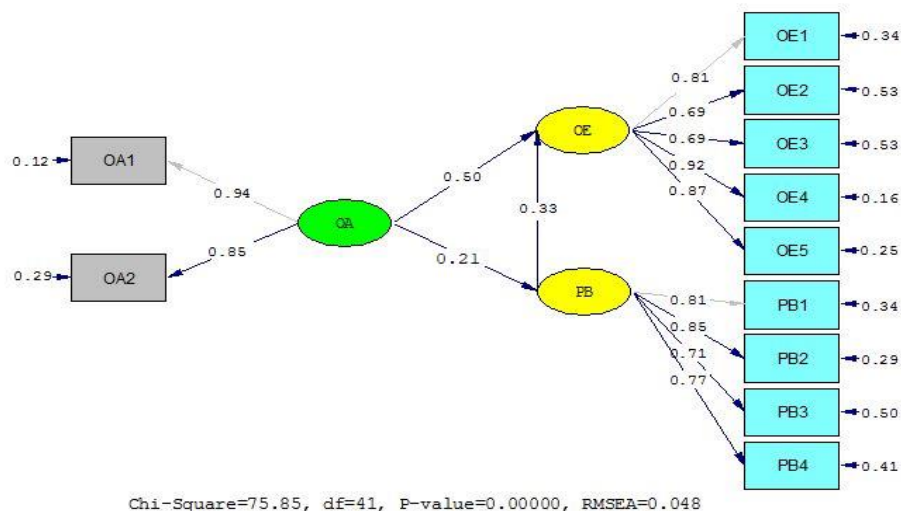 OE1
0.34
0.81
OE2
0.53
0.69
OE
OE3
0.53
0.69
0.12
OA1
0.92
0.94
0.50
0.87
OE4
0.16
0.33
OA
OE5
0.25
0.85
0.21
0.29
OA2
PB
0.81
PB1
0.34
0.85
0.71
PB2
0.29
0.77
PB3
0.50
PB4
0.41
Chi-Square=75.85, df=41, P-value=0.00000, RMSEA=0.048